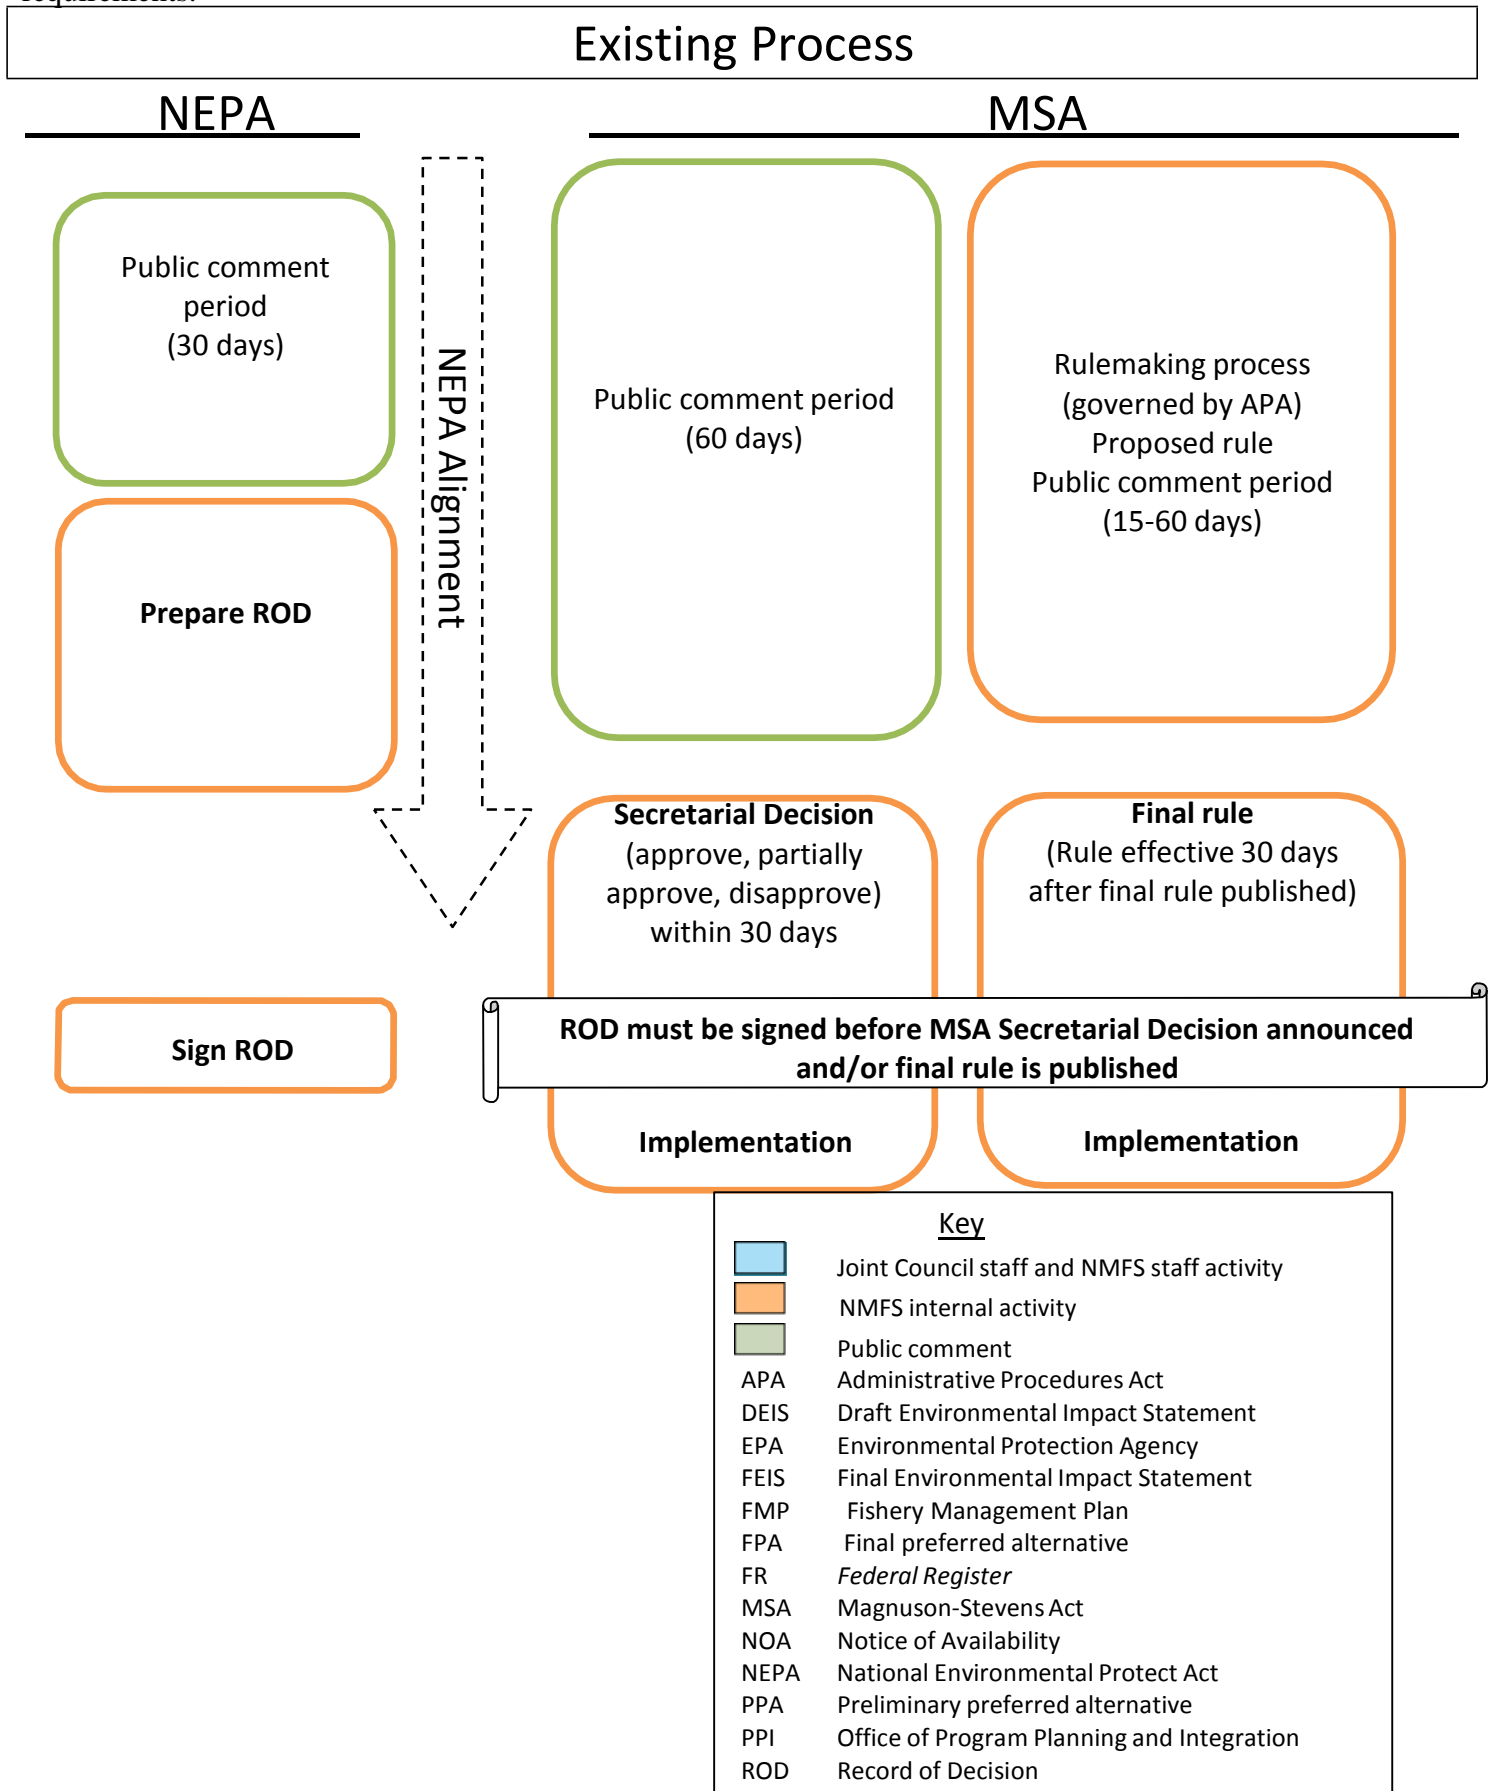 requirements.
Existing Process
NEPA
MSA
Public comment
period
(30 days)
NEPA Alignment
Public comment period
(60 days)
Rulemaking process
(governed by APA)
Proposed rule
Public comment period
(15-60 days)
Prepare ROD
Secretarial Decision
(approve, partially
approve, disapprove)
within 30 days
Final rule
(Rule effective 30 days
after final rule published)
Sign ROD
ROD must be signed before MSA Secretarial Decision announced
and/or final rule is published
Implementation
Implementation
Key
Joint Council staff and NMFS staff activity
NMFS internal activity
Public comment
APA Administrative Procedures Act
DEIS Draft Environmental Impact Statement
EPA Environmental Protection Agency
FEIS Final Environmental Impact Statement
FMP Fishery Management Plan
FPA Final preferred alternative
FR Federal Register
MSA Magnuson-Stevens Act
NOA Notice of Availability
NEPA National Environmental Protect Act
PPA Preliminary preferred alternative
PPI Office of Program Planning and Integration
ROD Record of Decision